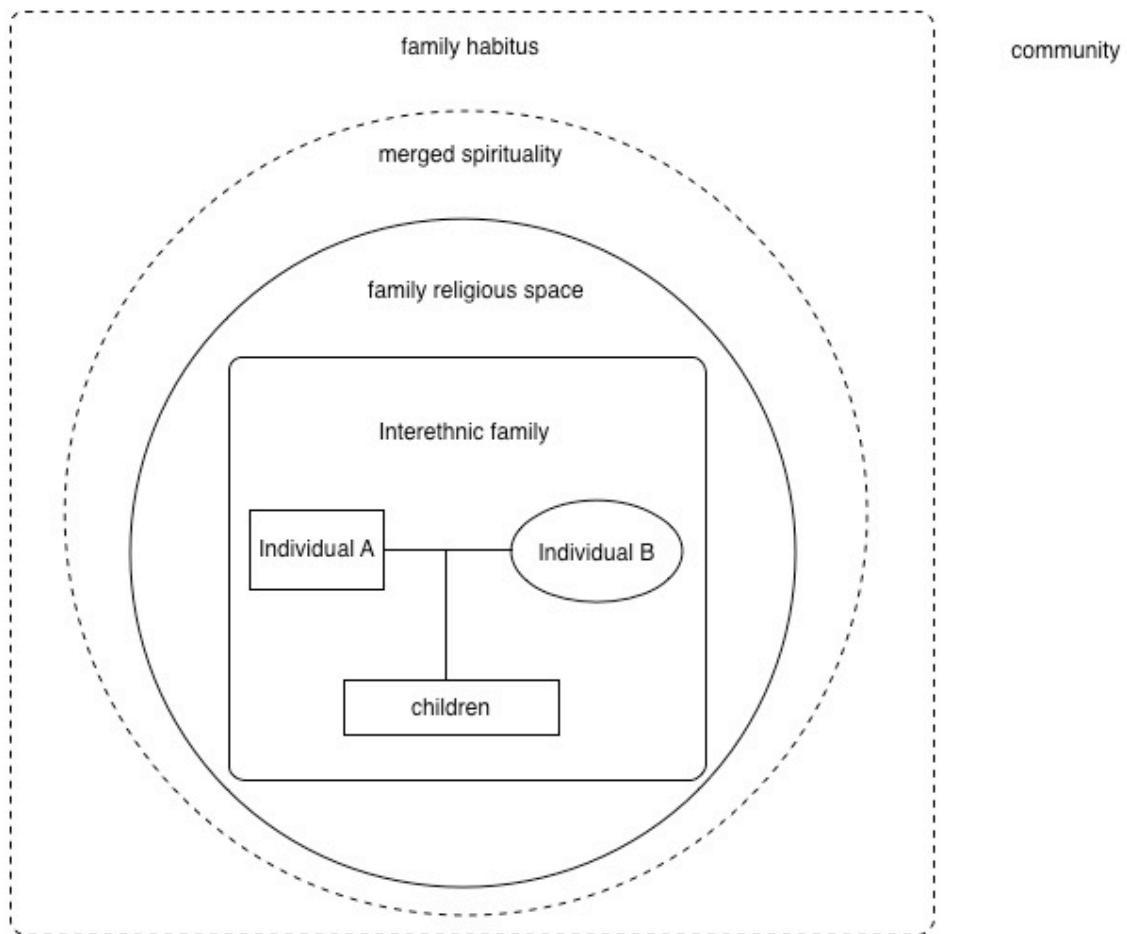 family habitus
community
merged spirituality
family religious space
Interethnic family
Individual A
Individual B
children